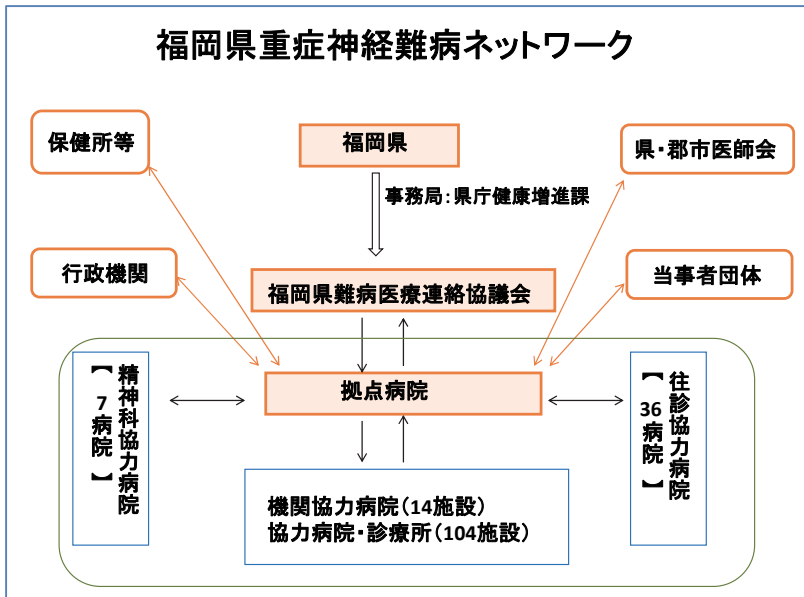 福岡県重症神経難病ネットワーク
保健所等
福岡県
県・郡市医師会
事務局:県庁健康増進課
行政機関
福岡県難病医療連絡協議会
当事者団体
精神科協力病院
【7病院】
拠点病院
往診協力病院
【36病院】
機関協力病院(14施設)
協力病院・診療所(104施設)